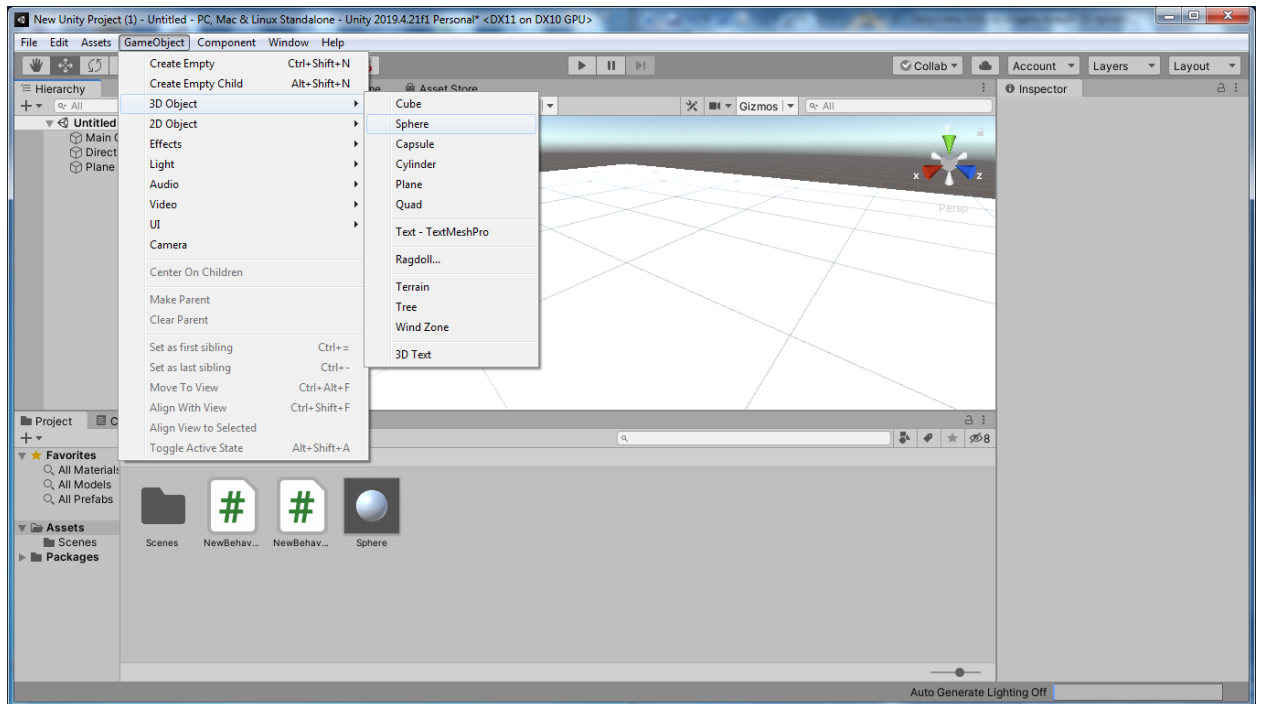 New Unity Project (1) - Untitled - PC, Mac & Linux Standalone - Unity 2019.4.21f1 Personal* <DX11 on DX10 GPU>
File Edit Assets GameObject Component Window Help
Collab Account Layers Layout
Hierarchy
Asset Store
Inspector
All
Gizmos
All
Untitled
Main
Direct
Plane
Create Empty Ctrl+Shift+N
Create Empty Child Alt+Shift+N
3D Object
2D Object
Effects
Light
Audio
Video
UI
Camera
Center On Children
Make Parent
Clear Parent
Set as first sibling Ctrl+=
Set as last sibling Ctrl+-
Move To View Ctrl+Alt+F
Align With View Ctrl+Shift+F
Align View to Selected
Toggle Active State Alt+Shift+A
Cube
Sphere
Capsule
Cylinder
Plane
Quad
Text - TextMeshPro
Ragdoll...
Terrain
Tree
Wind Zone
3D Text
y
x z
Persp
Project C
8
Favorites
All Materials
All Models
All Prefabs
Assets
Scenes
Packages
Scenes NewBehav... NewBehav... Sphere
Auto Generate Lighting Off